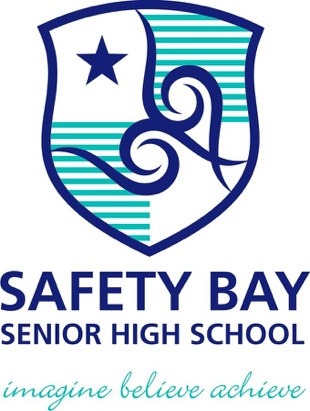 SAFETY BAY
SENIOR HIGH SCHOOL
imagine believe achieve